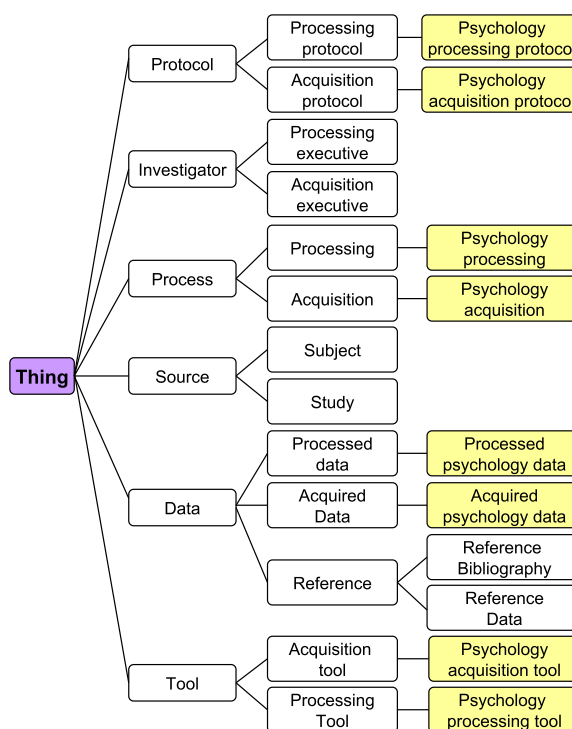 Thing
Protocol
Processing
protocol
Psychology
processing protoco
Acquisition
protocol
Psychology
acquisition protoco
Investigator
Processing
executive
Acquisition
executive
Process
Processing
Psychology
processing
Acquisition
Psychology
acquisition
Source
Subject
Study
Data
Processed
data
Processed
psychology data
Acquired
Data
Acquired
psychology data
Reference
Reference
Bibliography
Reference
Data
Tool
Acquisition
tool
Psychology
acquisition tool
Processing
Tool
Psychology
processing tool